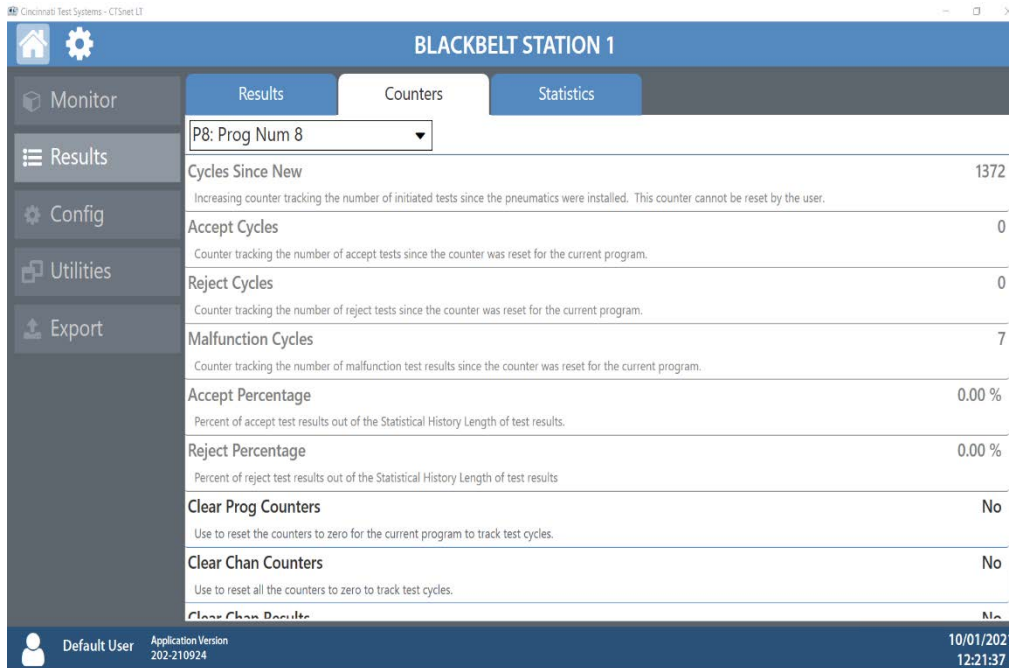 Cincinnati Test Systems - CTSnet LT
BLACKBELT STATION 1
Monitor
Results
Config
Utilities
Export
Results Counters Statistics
P8: Prog Num 8
Cycles Since New 1372
Increasing counter tracking the number of initiated tests since the pneumatics were installed. This counter cannot be reset by the user.
Accept Cycles 0
Counter tracking the number of accept tests since the counter was reset for the current program.
Reject Cycles 0
Counter tracking the number of reject tests since the counter was reset for the current program.
Malfunction Cycles 7
Counter tracking the number of malfunction test results since the counter was reset for the current program.
Accept Percentage 0.00 %
Percent of accept test results out of the Statistical History Length of test results.
Reject Percentage 0.00 %
Percent of reject test results out of the Statistical History Length of test results
Clear Prog Counters No
Use to reset the counters to zero for the current program to track test cycles.
Clear Chan Counters No
Use to reset all the counters to zero to track test cycles.
Clear Chan Results No
Default User
Application Version
202-210924
10/01/202
12:21:37